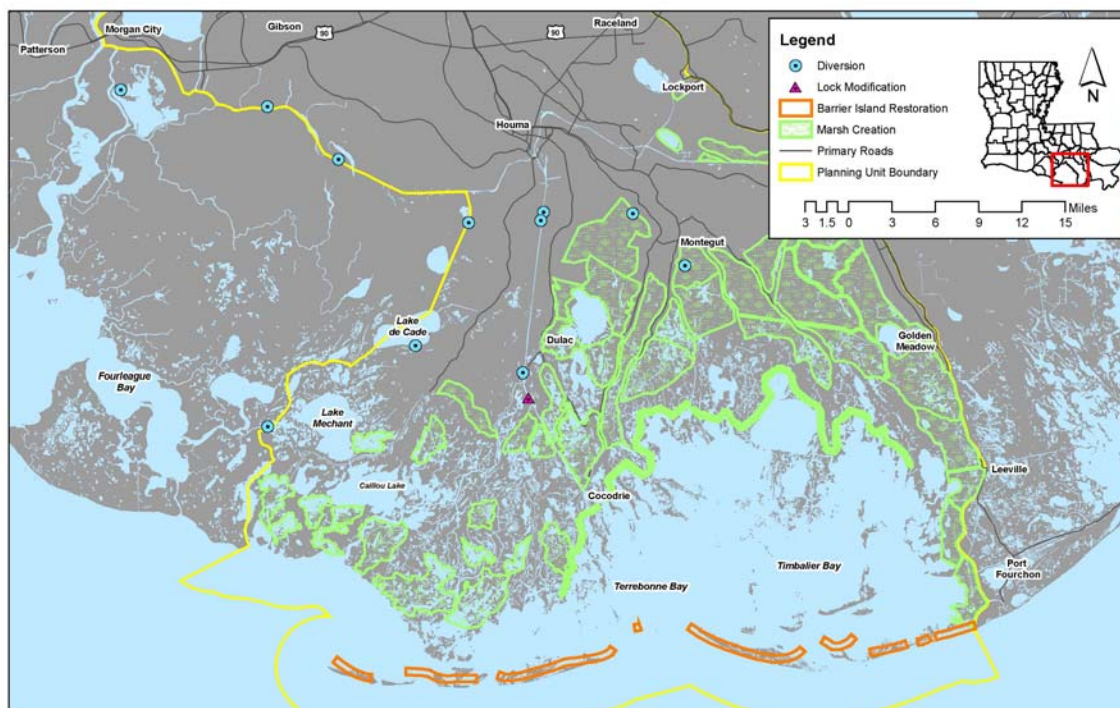 Patterson
Morgan City
Gibson
90
Raceland
90
Lockport
Houma
Montegut
Lake
de Cade
Dulac
Golden
Meadow
Fourleague
Bay
Lake
Mechant
Caillou Lake
Cocodrie
Leeville
Terrebonne Bay
Timbalier Bay
Port
Fourchon
Legend
Diversion
Lock Modification
Barrier Island Restoration
Marsh Creation
Primary Roads
Planning Unit Boundary
N
3 1.5 0 3 6 9 12 15 Miles